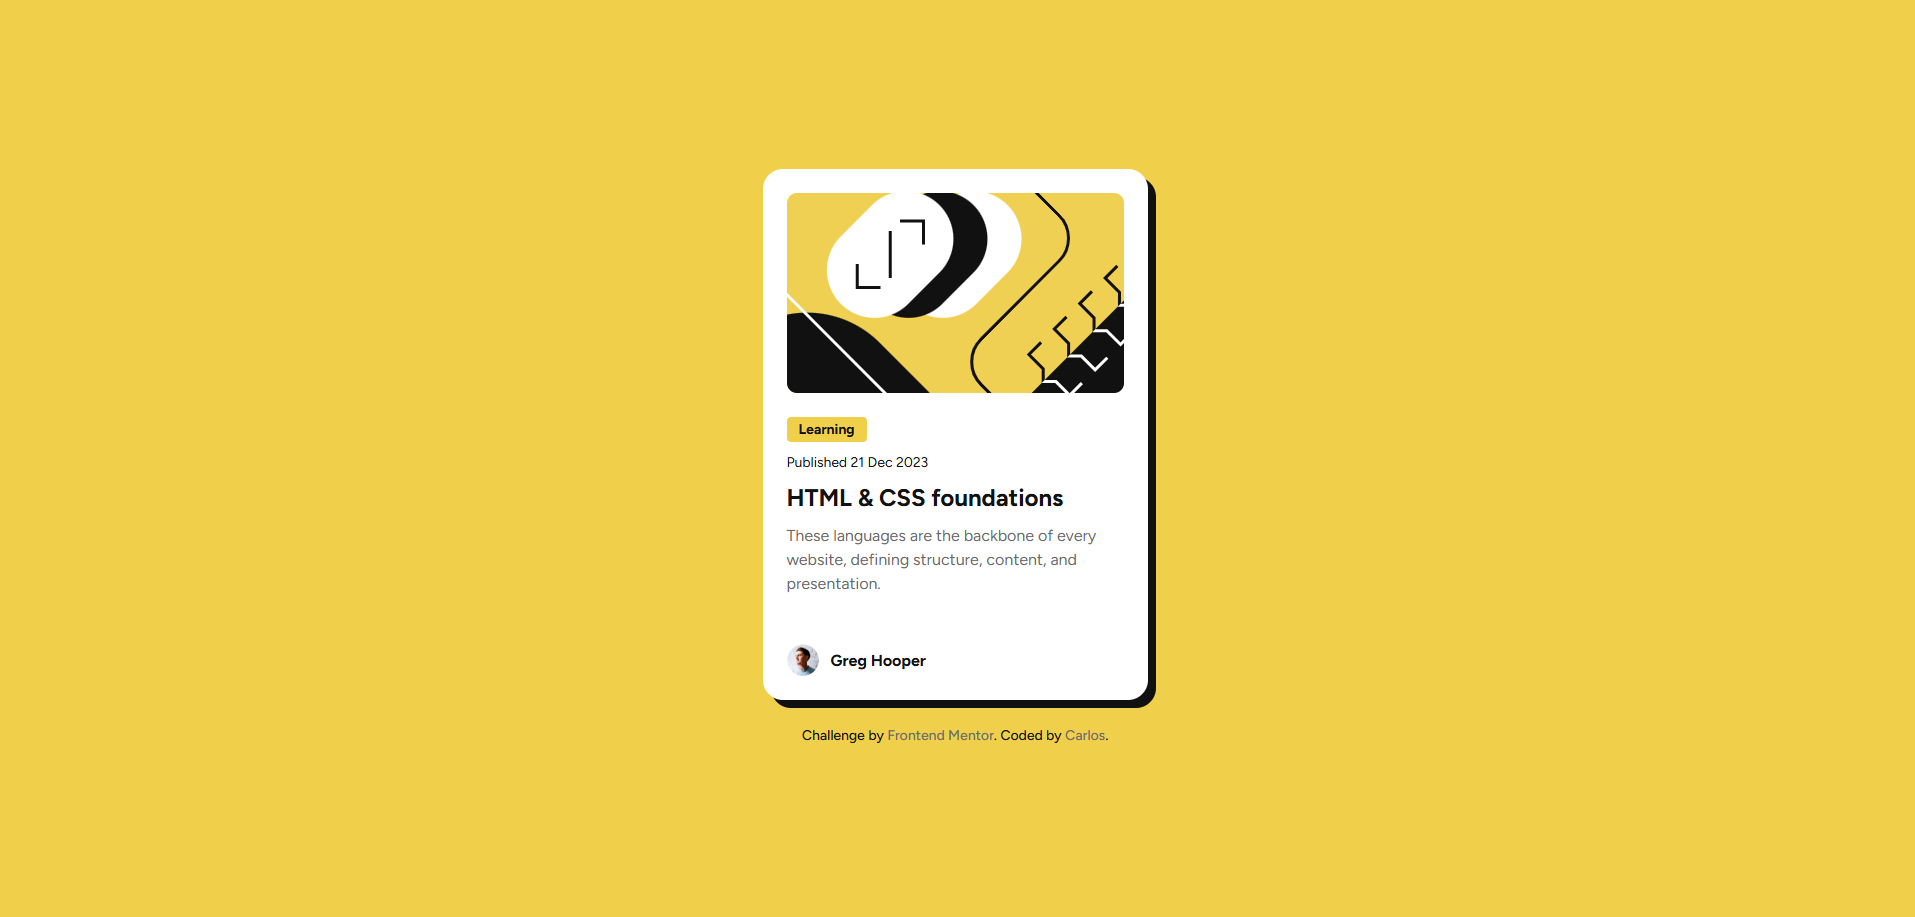 Learning
Published 21 Dec 2023
HTML & CSS foundations
These languages are the backbone of every
website, defining structure, content, and
presentation.
Greg Hooper
Challenge by Frontend Mentor. Coded by Carlos.